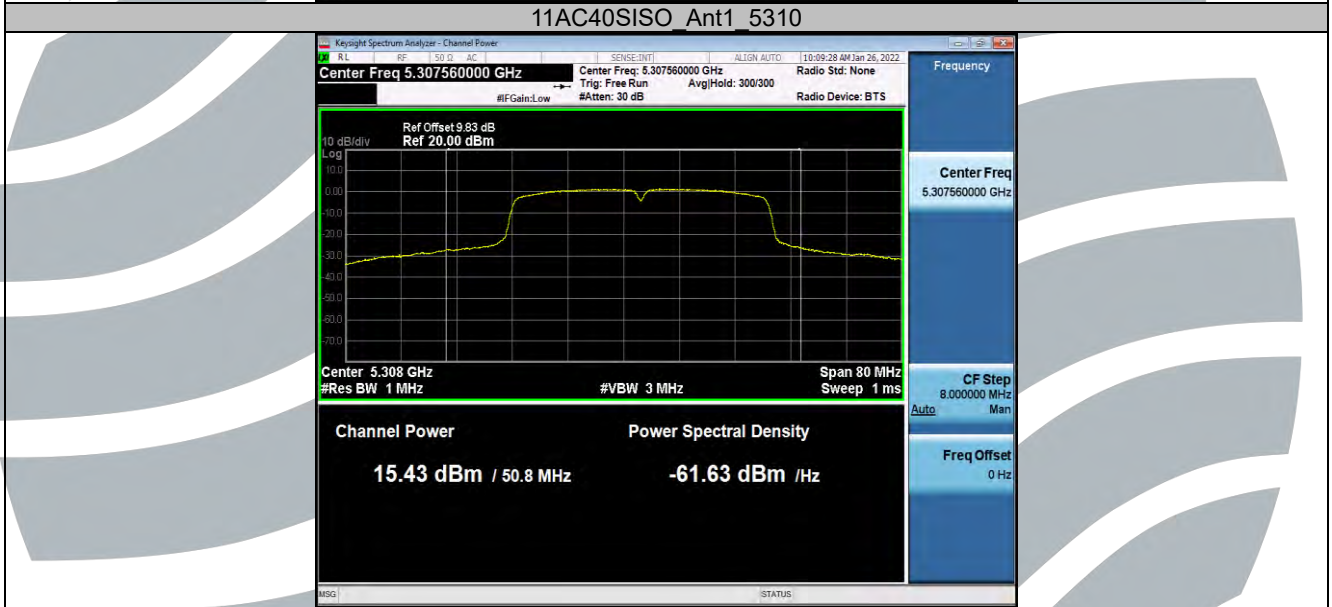 11AC40SISO_Ant1_5310
Keysight Spectrum Analyzer - Channel Power
RL RF 50 Ω AC SENSE:INT ALIGN AUTO 10:09:28 AM Jan 26, 2022
Center Freq 5.307560000 GHz
Center Freq: 5.307560000 GHz Radio Std: None
Trig: Free Run Avg|Hold: 300/300
#IFGain:Low #Atten: 30 dB Radio Device: BTS
Frequency
Ref Offset 9.83 dB
10 dB/div Ref 20.00 dBm
Log
10.0
0.00
-10.0
-20.0
-30.0
-40.0
-50.0
-60.0
-70.0
Center Freq
5.307560000 GHz
Center 5.308 GHz Span 80 MHz
#Res BW 1 MHz #VBW 3 MHz Sweep 1 ms
CF Step
8.000000 MHz
Auto Man
Channel Power Power Spectral Density
15.43 dBm / 50.8 MHz -61.63 dBm /Hz
Freq Offset
0 Hz
MSG STATUS